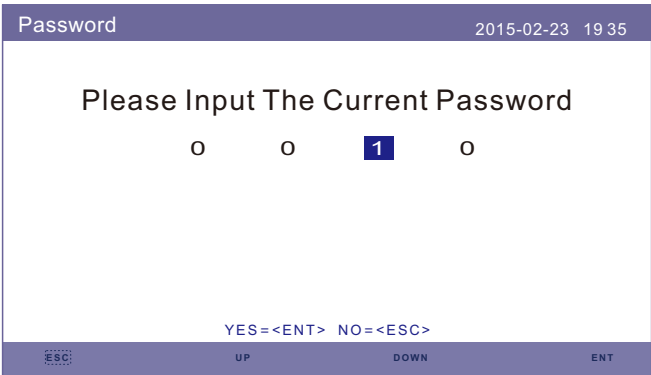 Password 2015-02-23 19 35
Please Input The Current Password
0 0 1 0
YES=<ENT> NO=<ESC>
ESC UP DOWN ENT